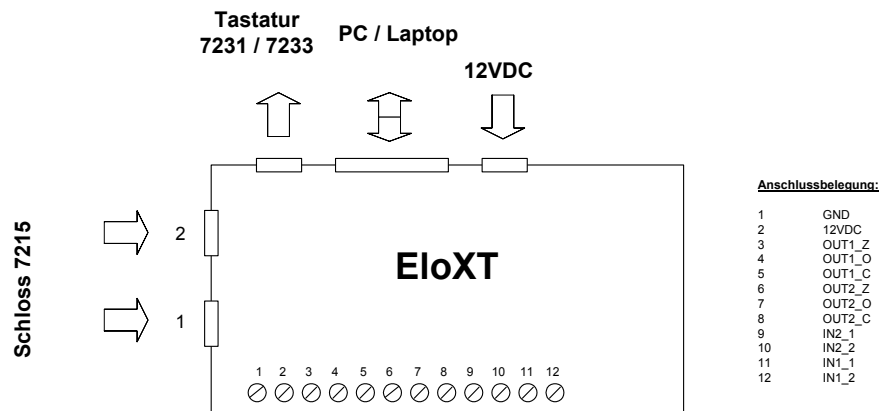 Tastatur
7231 / 7233
PC / Laptop
12VDC
Schloss 7215
2
1
EloXT
1 2 3 4 5 6 7 8 9 10 11 12
Anschlussbelegung:
1 GND
2 12VDC
3 OUT1_Z
4 OUT1_O
5 OUT1_C
6 OUT2_Z
7 OUT2_O
8 OUT2_C
9 IN2_1
10 IN2_2
11 IN1_1
12 IN1_2